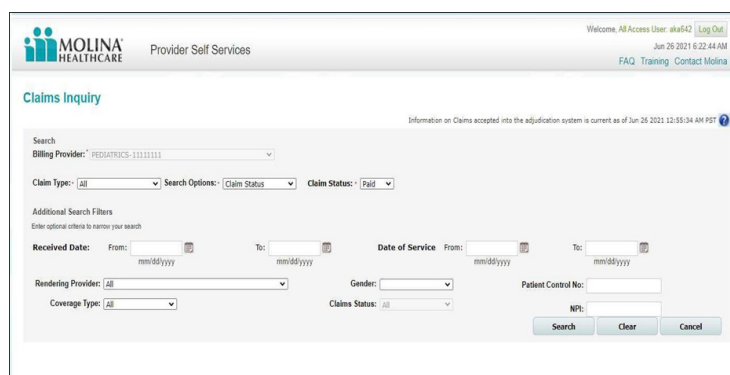 Welcome, All Access User: aka642 Log Out
MOLINA HEALTHCARE
Provider Self Services
Jun 26 2021 6:22:44 AM
FAQ Training Contact Molina
Claims Inquiry
Information on Claims accepted into the adjudication system is current as of Jun 26 2021 12:55:34 AM PST ?
Search
Billing Provider:* PEDIATRICS-11111111
Claim Type:* All Search Options:* Claim Status Claim Status:* Paid
Additional Search Filters
Enter optional criteria to narrow your search
Received Date: From: To: Date of Service From: To:
mm/dd/yyyy mm/dd/yyyy mm/dd/yyyy mm/dd/yyyy
Rendering Provider: All Gender: Patient Control No:
Coverage Type: All Claims Status: All NPI:
Search Clear Cancel